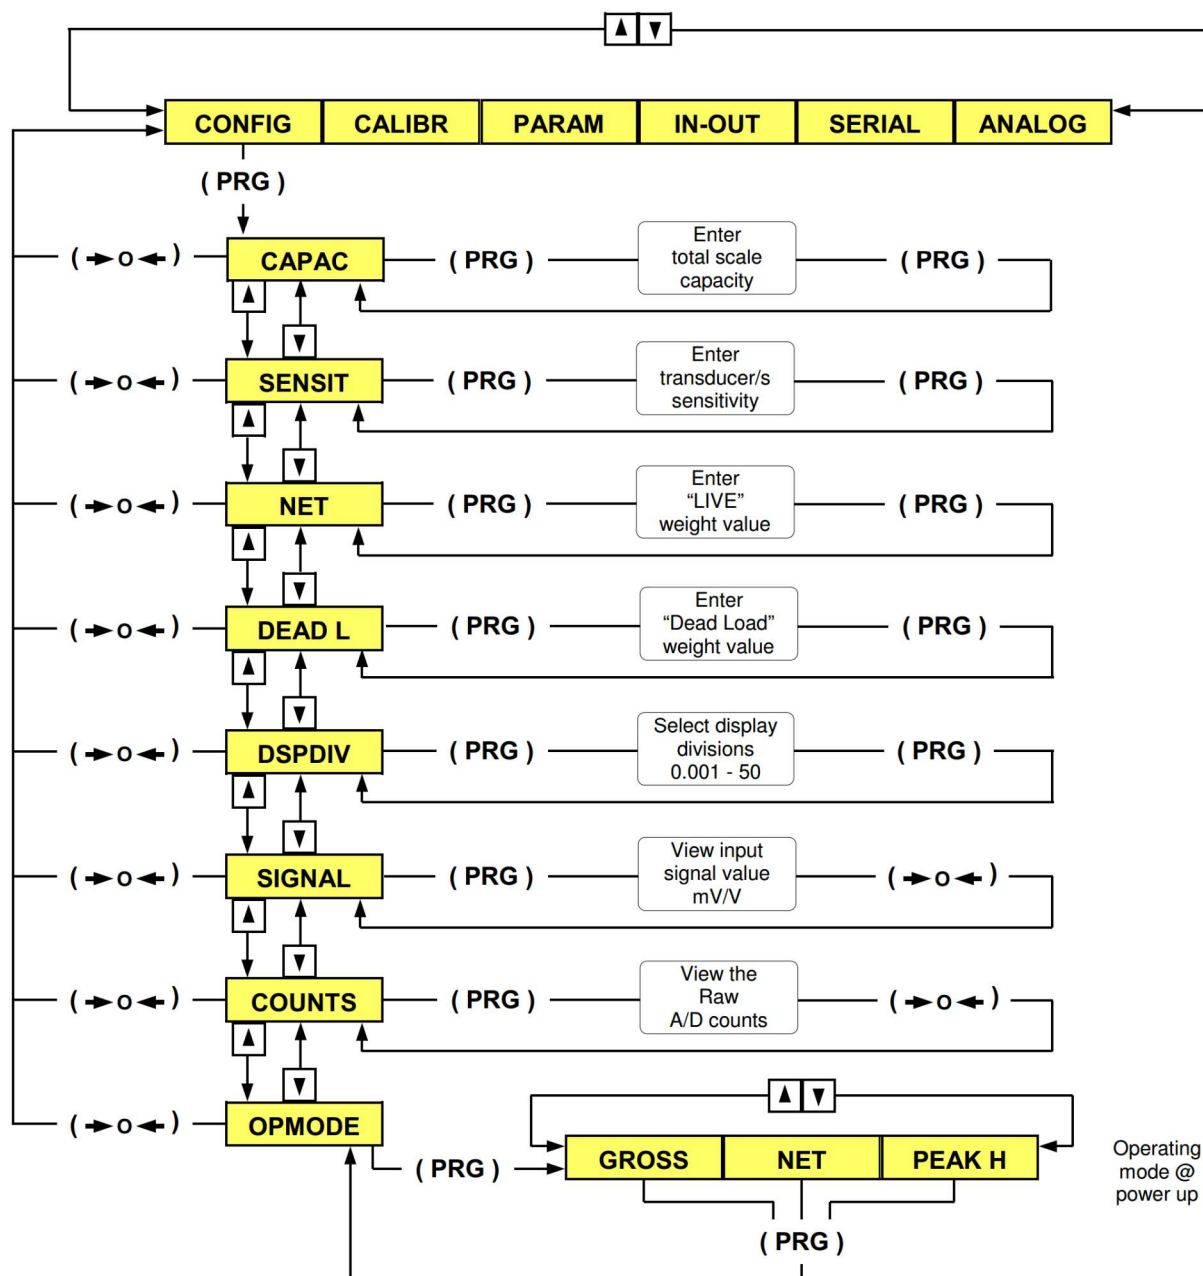 CONFIG CALIBR PARAM IN-OUT SERIAL ANALOG
( PRG )
( o ) CAPAC ( PRG ) Enter ( PRG )
total scale
capacity
( o ) SENSIT ( PRG ) Enter ( PRG )
transducer/s
sensitivity
( o ) NET ( PRG ) Enter ( PRG )
“LIVE”
weight value
( o ) DEAD L ( PRG ) Enter ( PRG )
“Dead Load”
weight value
( o ) DSPDIV ( PRG ) Select display ( PRG )
divisions
0.001 - 50
( o ) SIGNAL ( PRG ) View input ( o )
signal value
mV/V
( o ) COUNTS ( PRG ) View the ( o )
Raw
A/D counts
( o ) OPMODE
( PRG ) GROSS NET PEAK H
Operating
mode @
power up
( PRG )